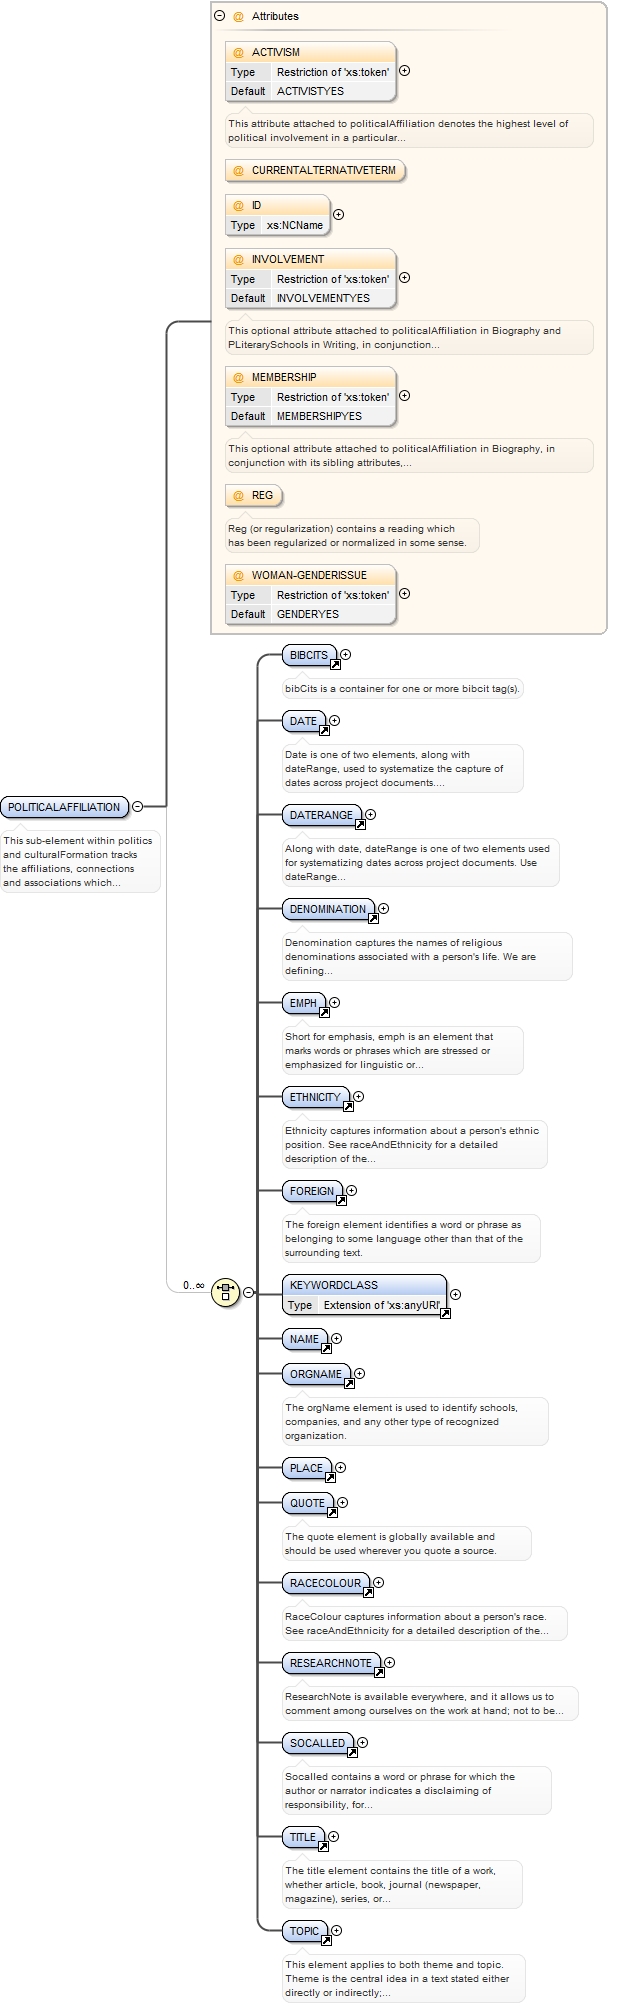 @ Attributes
@ ACTIVISM
Type Restriction of 'xs:token'
Default ACTIVISTYES
This attribute attached to politicalAffiliation denotes the highest level of
political involvement in a particular...
@ CURRENTALTERNATIVETERM
@ ID
Type xs:NCName
@ INVOLVEMENT
Type Restriction of 'xs:token'
Default INVOLVEMENTYES
This optional attribute attached to politicalAffiliation in Biography and
PLiterarySchools in Writing, in conjunction...
@ MEMBERSHIP
Type Restriction of 'xs:token'
Default MEMBERSHIPYES
This optional attribute attached to politicalAffiliation in Biography, in
conjunction with its sibling attributes,...
@ REG
Reg (or regularization) contains a reading which
has been regularized or normalized in some sense.
@ WOMAN-GENDERISSUE
Type Restriction of 'xs:token'
Default GENDERYES
POLITICALAFFILIATION
This sub-element within politics
and culturalFormation tracks
the affiliations, connections
and associations which...
0..∞
BIBCITS
bibCits is a container for one or more bibcit tag(s).
DATE
Date is one of two elements, along with
dateRange, used to systematize the capture of
dates across project documents....
DATERANGE
Along with date, dateRange is one of two elements used
for systematizing dates across project documents. Use
dateRange...
DENOMINATION
Denomination captures the names of religious
denominations associated with a person's life. We are
defining...
EMPH
Short for emphasis, emph is an element that
marks words or phrases which are stressed or
emphasized for linguistic or...
ETHNICITY
Ethnicity captures information about a person's ethnic
position. See raceAndEthnicity for a detailed
description of the...
FOREIGN
The foreign element identifies a word or phrase as
belonging to some language other than that of the
surrounding text.
KEYWORDCLASS
Type Extension of 'xs:anyURI'
NAME
ORGNAME
The orgName element is used to identify schools,
companies, and any other type of recognized
organization.
PLACE
QUOTE
The quote element is globally available and
should be used wherever you quote a source.
RACECOLOUR
RaceColour captures information about a person's race.
See raceAndEthnicity for a detailed description of the...
RESEARCHNOTE
ResearchNote is available everywhere, and it allows us to
comment among ourselves on the work at hand; not to be...
SOCALLED
Socalled contains a word or phrase for which the
author or narrator indicates a disclaiming of
responsibility, for...
TITLE
The title element contains the title of a work,
whether article, book, journal (newspaper,
magazine), series, or...
TOPIC
This element applies to both theme and topic.
Theme is the central idea in a text stated either
directly or indirectly;...